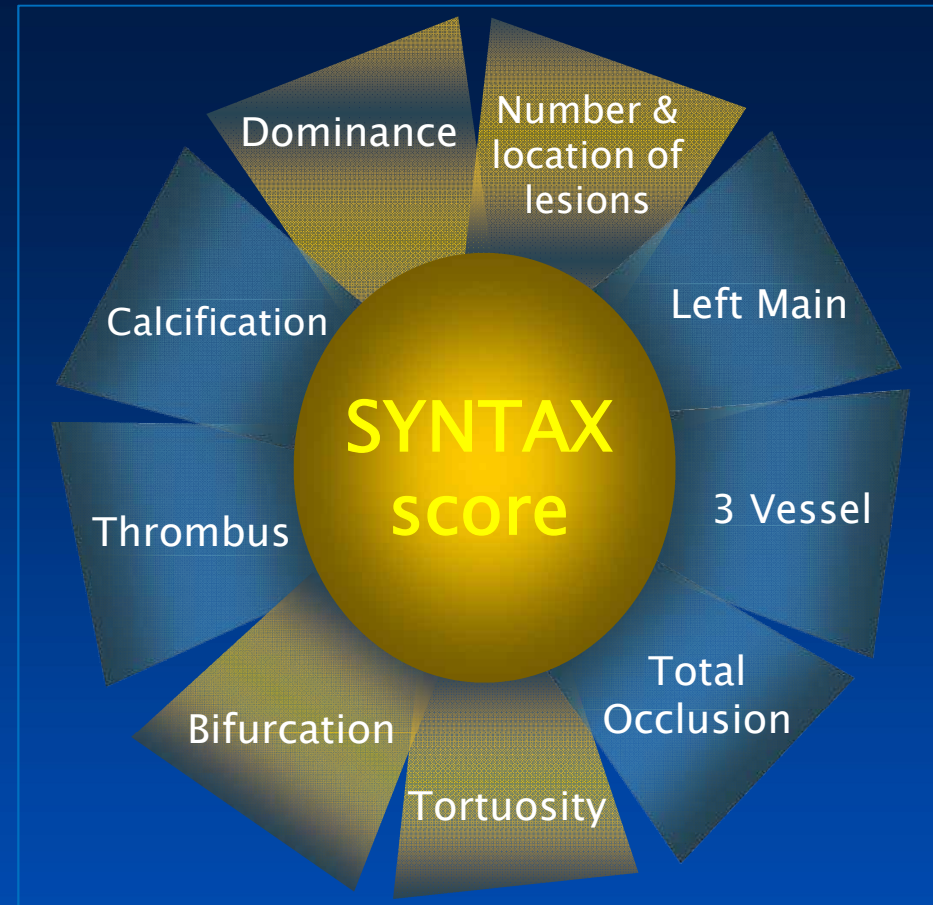 Dominance
Number &
location of
lesions
Left Main
3 Vessel
Total
Occlusion
Tortuosity
Bifurcation
Thrombus
Calcification
SYNTAX
score